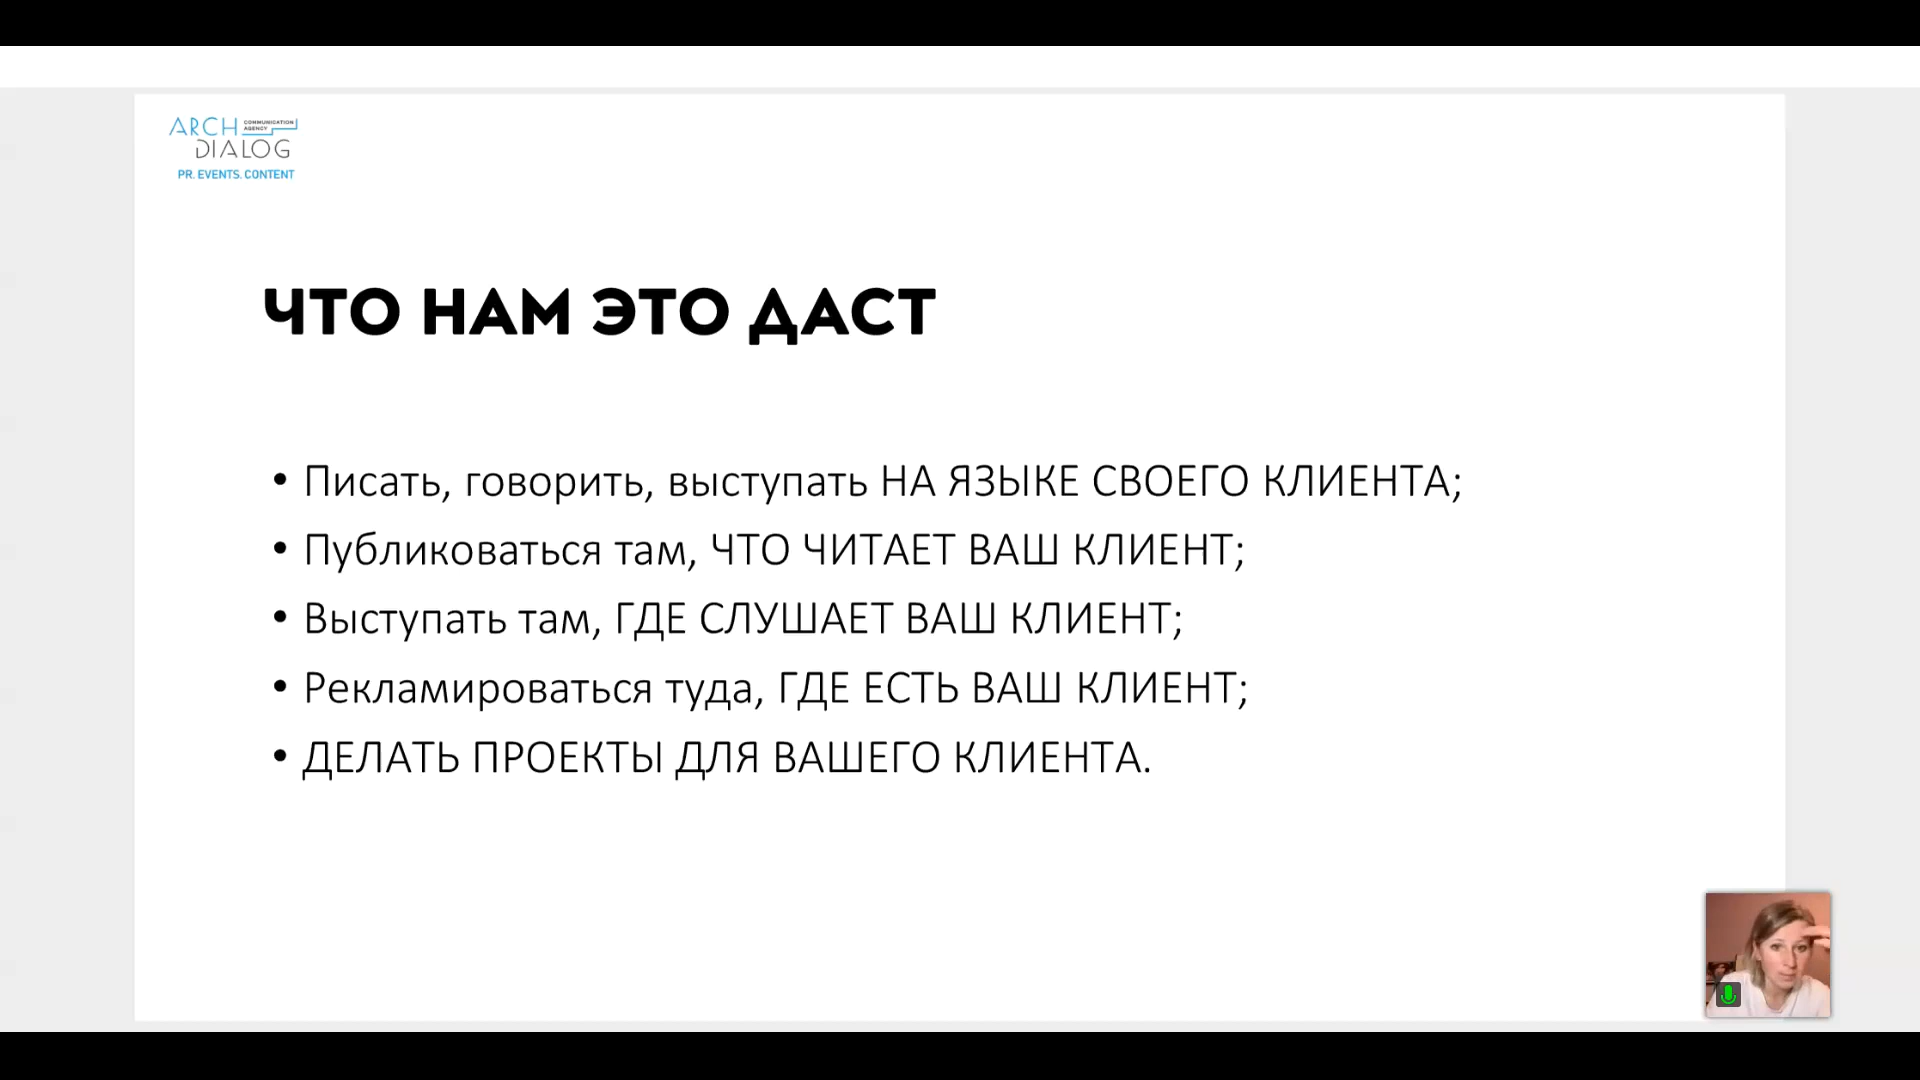 ARCH COMMUNICATION
AGENCY
DIALOG
PR. EVENTS. CONTENT
ЧТО НАМ ЭТО ДАСТ
• Писать, говорить, выступать НА ЯЗЫКЕ СВОЕГО КЛИЕНТА;
• Публиковаться там, ЧТО ЧИТАЕТ ВАШ КЛИЕНТ;
• Выступать там, ГДЕ СЛУШАЕТ ВАШ КЛИЕНТ;
• Рекламироваться туда, ГДЕ ЕСТЬ ВАШ КЛИЕНТ;
• ДЕЛАТЬ ПРОЕКТЫ ДЛЯ ВАШЕГО КЛИЕНТА.